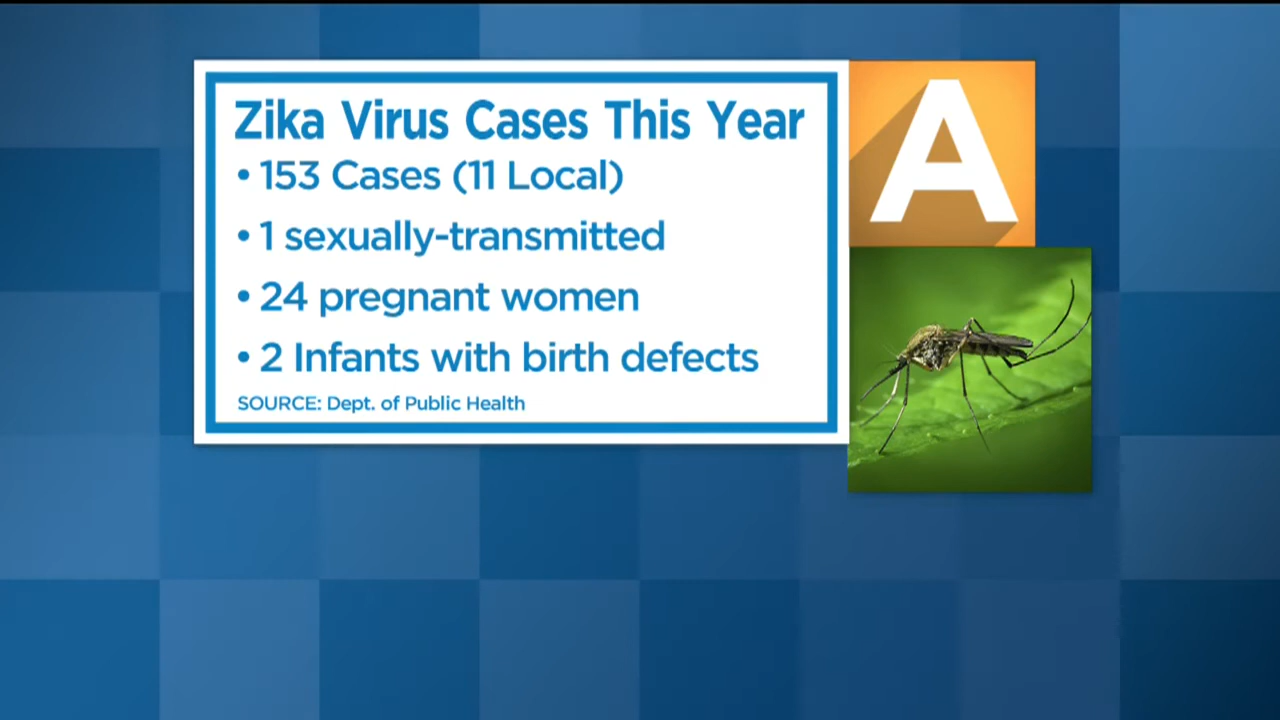 Zika Virus Cases This Year
• 153 Cases (11 Local)
• 1 sexually-transmitted
• 24 pregnant women
• 2 Infants with birth defects
SOURCE: Dept. of Public Health
A